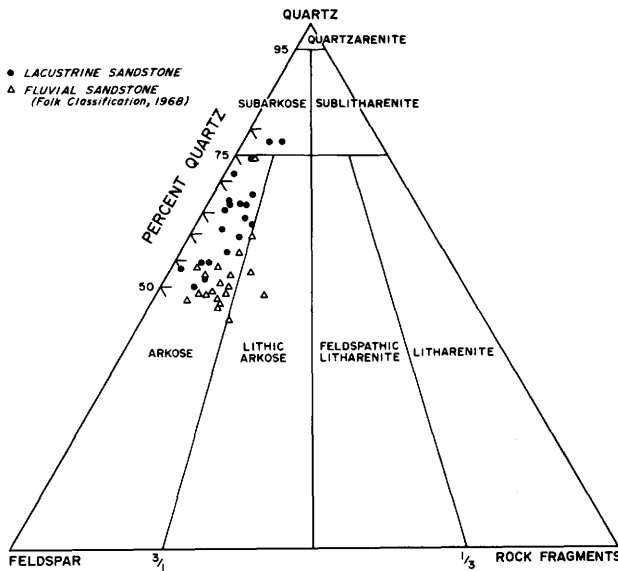 QUARTZ
95
QUARTZARENITE
● LACUSTRINE SANDSTONE
△ FLUVIAL SANDSTONE
(Folk Classification, 1968)
SUBARKOSE
SUBLITHARENITE
PERCENT QUARTZ
75
50
ARKOSE
LITHIC
ARKOSE
FELDSPATHIC
LITHARENITE
LITHARENITE
FELDSPAR
3/1
1/3
ROCK FRAGMENTS